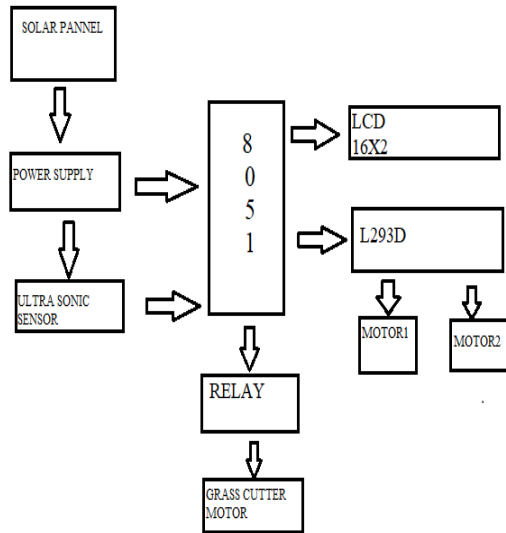 SOLAR PANNEL
POWER SUPPLY
ULTRA SONIC
SENSOR
8
0
5
1
LCD
16X2
L293D
MOTOR1
MOTOR2
RELAY
GRASS CUTTER
MOTOR